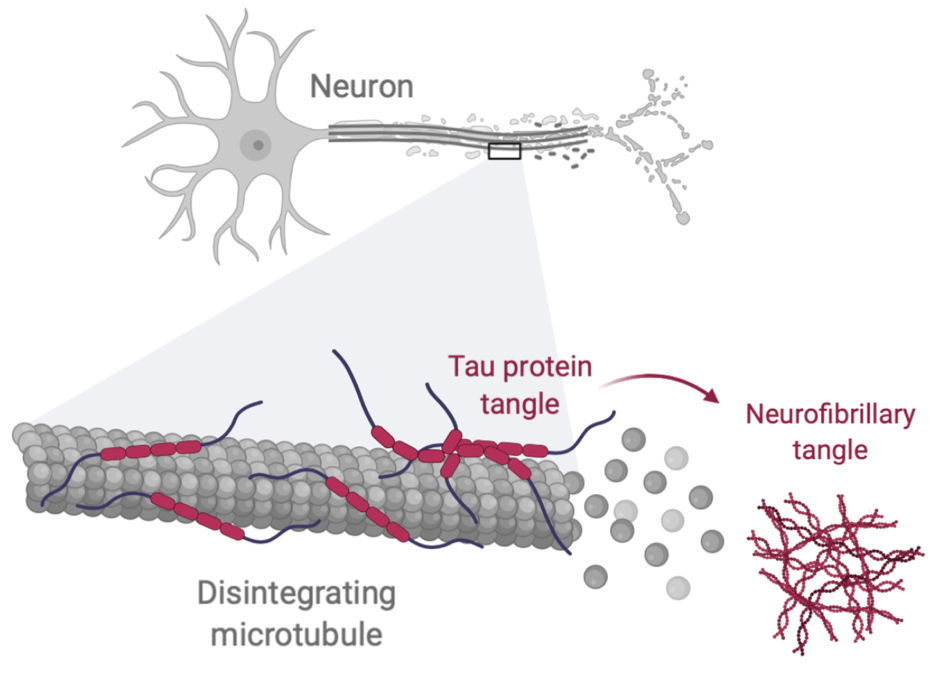 Neuron
Tau protein
tangle
Neurofibrillary
tangle
Disintegrating
microtubule